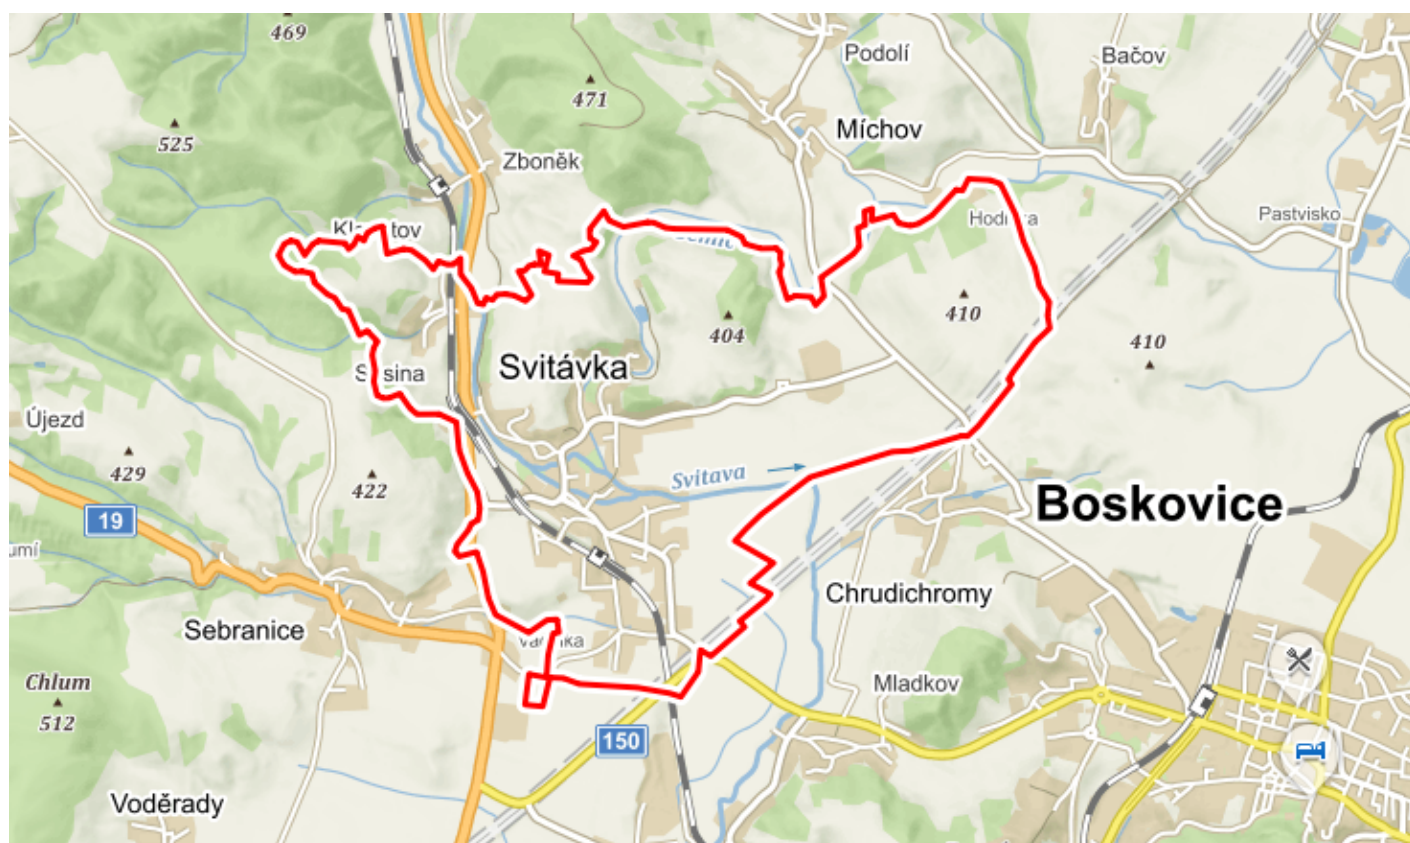 469
Podolí
Bačov
471
Míchov
525
Zboněk
Pastvisko
410
404
410
Svitávka
Újezd
429
422
Svitava
Boskovice
19
Chrudichromy
Sebranice
Mladkov
Chlum
512
150
Voděrady